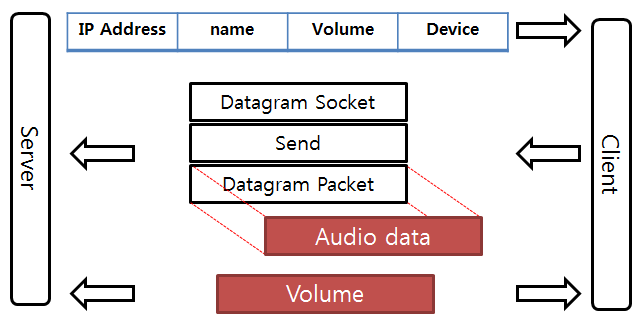 IP Address name Volume Device
Server
Datagram Socket
Send
Datagram Packet
Audio data
Volume
Client